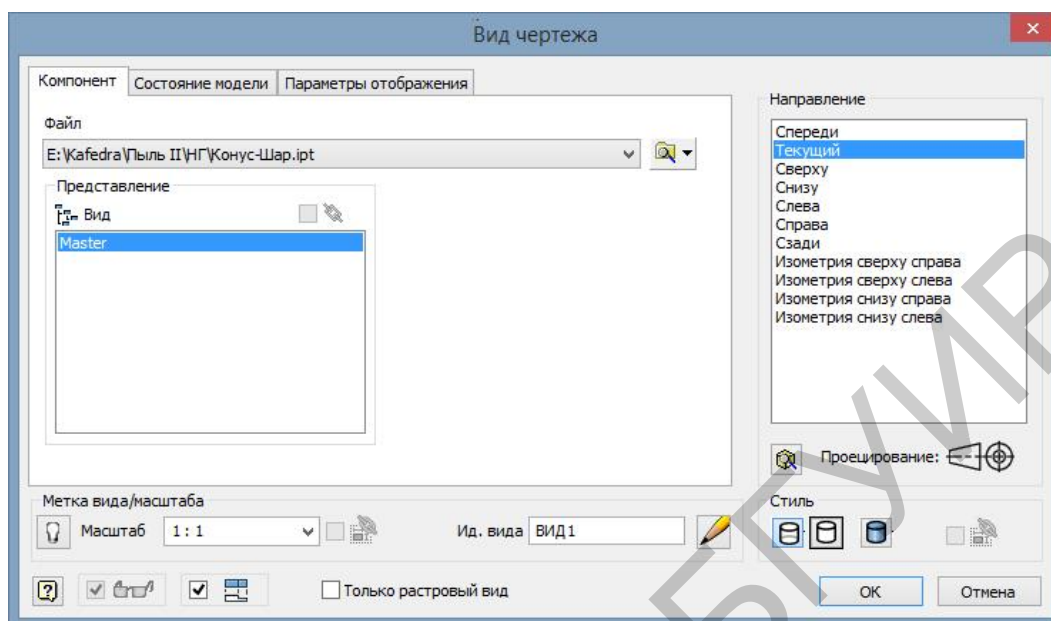 Вид чертежа
Компонент
Состояние модели
Параметры отображения
Файл
E:\Kafedra\Пыль II\НГ\Конус-Шар.ipt
Представление
Вид
Master
Направление
Спереди
Текущий
Сверху
Снизу
Слева
Справа
Сзади
Изометрия сверху справа
Изометрия сверху слева
Изометрия снизу справа
Изометрия снизу слева
Проецирование:
Метка вида/масштаба
Масштаб
1 : 1
Ид. вида
ВИД1
Стиль
Только растровый вид
ОК
Отмена
БГУИР